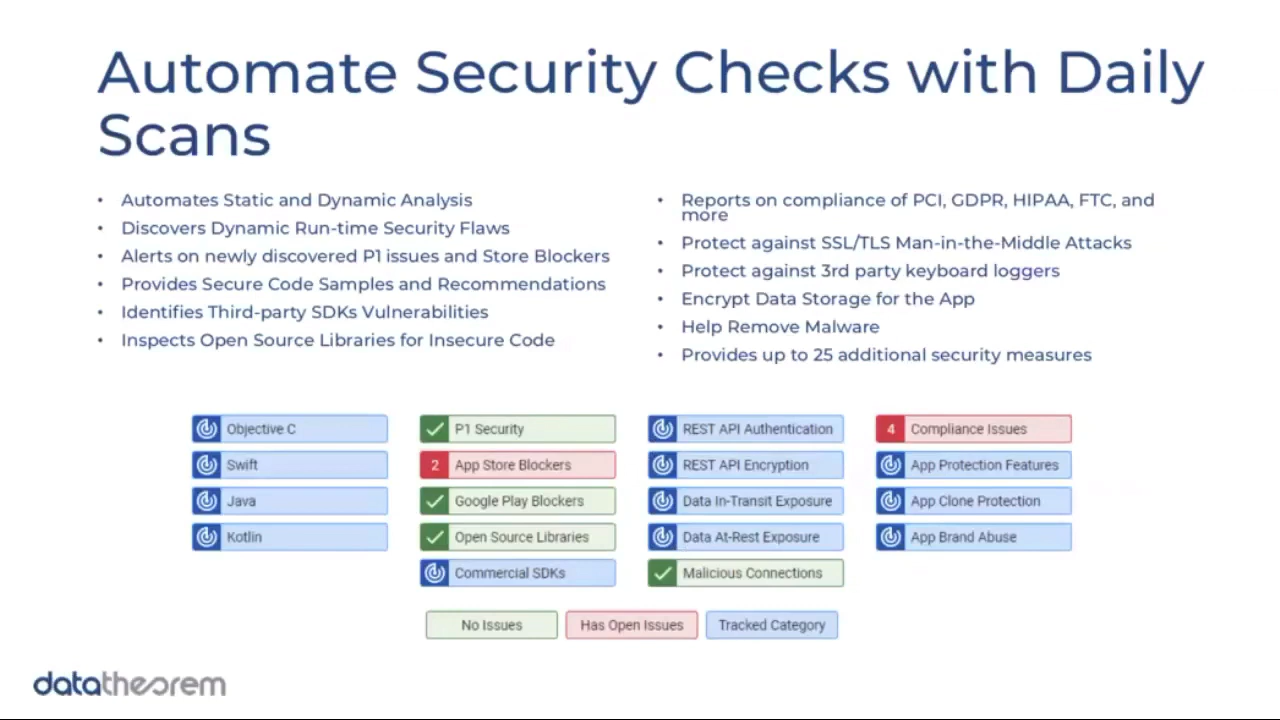 Automate Security Checks with Daily
Scans
• Automates Static and Dynamic Analysis
• Discovers Dynamic Run-time Security Flaws
• Alerts on newly discovered P1 issues and Store Blockers
• Provides Secure Code Samples and Recommendations
• Identifies Third-party SDKs Vulnerabilities
• Inspects Open Source Libraries for Insecure Code
• Reports on compliance of PCI, GDPR, HIPAA, FTC, and
more
• Protect against SSL/TLS Man-in-the-Middle Attacks
• Protect against 3rd party keyboard loggers
• Encrypt Data Storage for the App
• Help Remove Malware
• Provides up to 25 additional security measures
Objective C
Swift
Java
Kotlin
P1 Security
2 App Store Blockers
Google Play Blockers
Open Source Libraries
Commercial SDKs
REST API Authentication
REST API Encryption
Data In-Transit Exposure
Data At-Rest Exposure
Malicious Connections
4 Compliance Issues
App Protection Features
App Clone Protection
App Brand Abuse
No Issues
Has Open Issues
Tracked Category
datatheorem